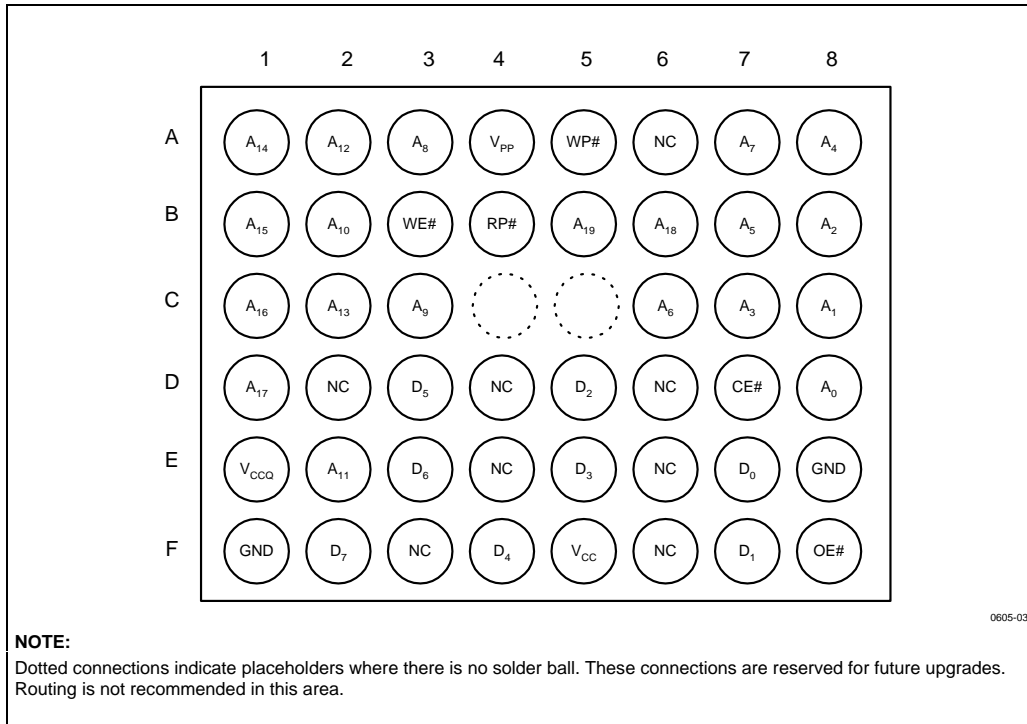 1 2 3 4 5 6 7 8
A A14 A12 A8 VPP WP# NC A7 A4
B A15 A10 WE# RP# A19 A18 A5 A2
C A16 A13 A9 A6 A3 A1
D A17 NC D5 NC D2 NC CE# A0
E VCCQ A11 D6 NC D3 NC D0 GND
F GND D7 NC D4 VCC NC D1 OE#
0605-03
NOTE:
Dotted connections indicate placeholders where there is no solder ball. These connections are reserved for future upgrades.
Routing is not recommended in this area.